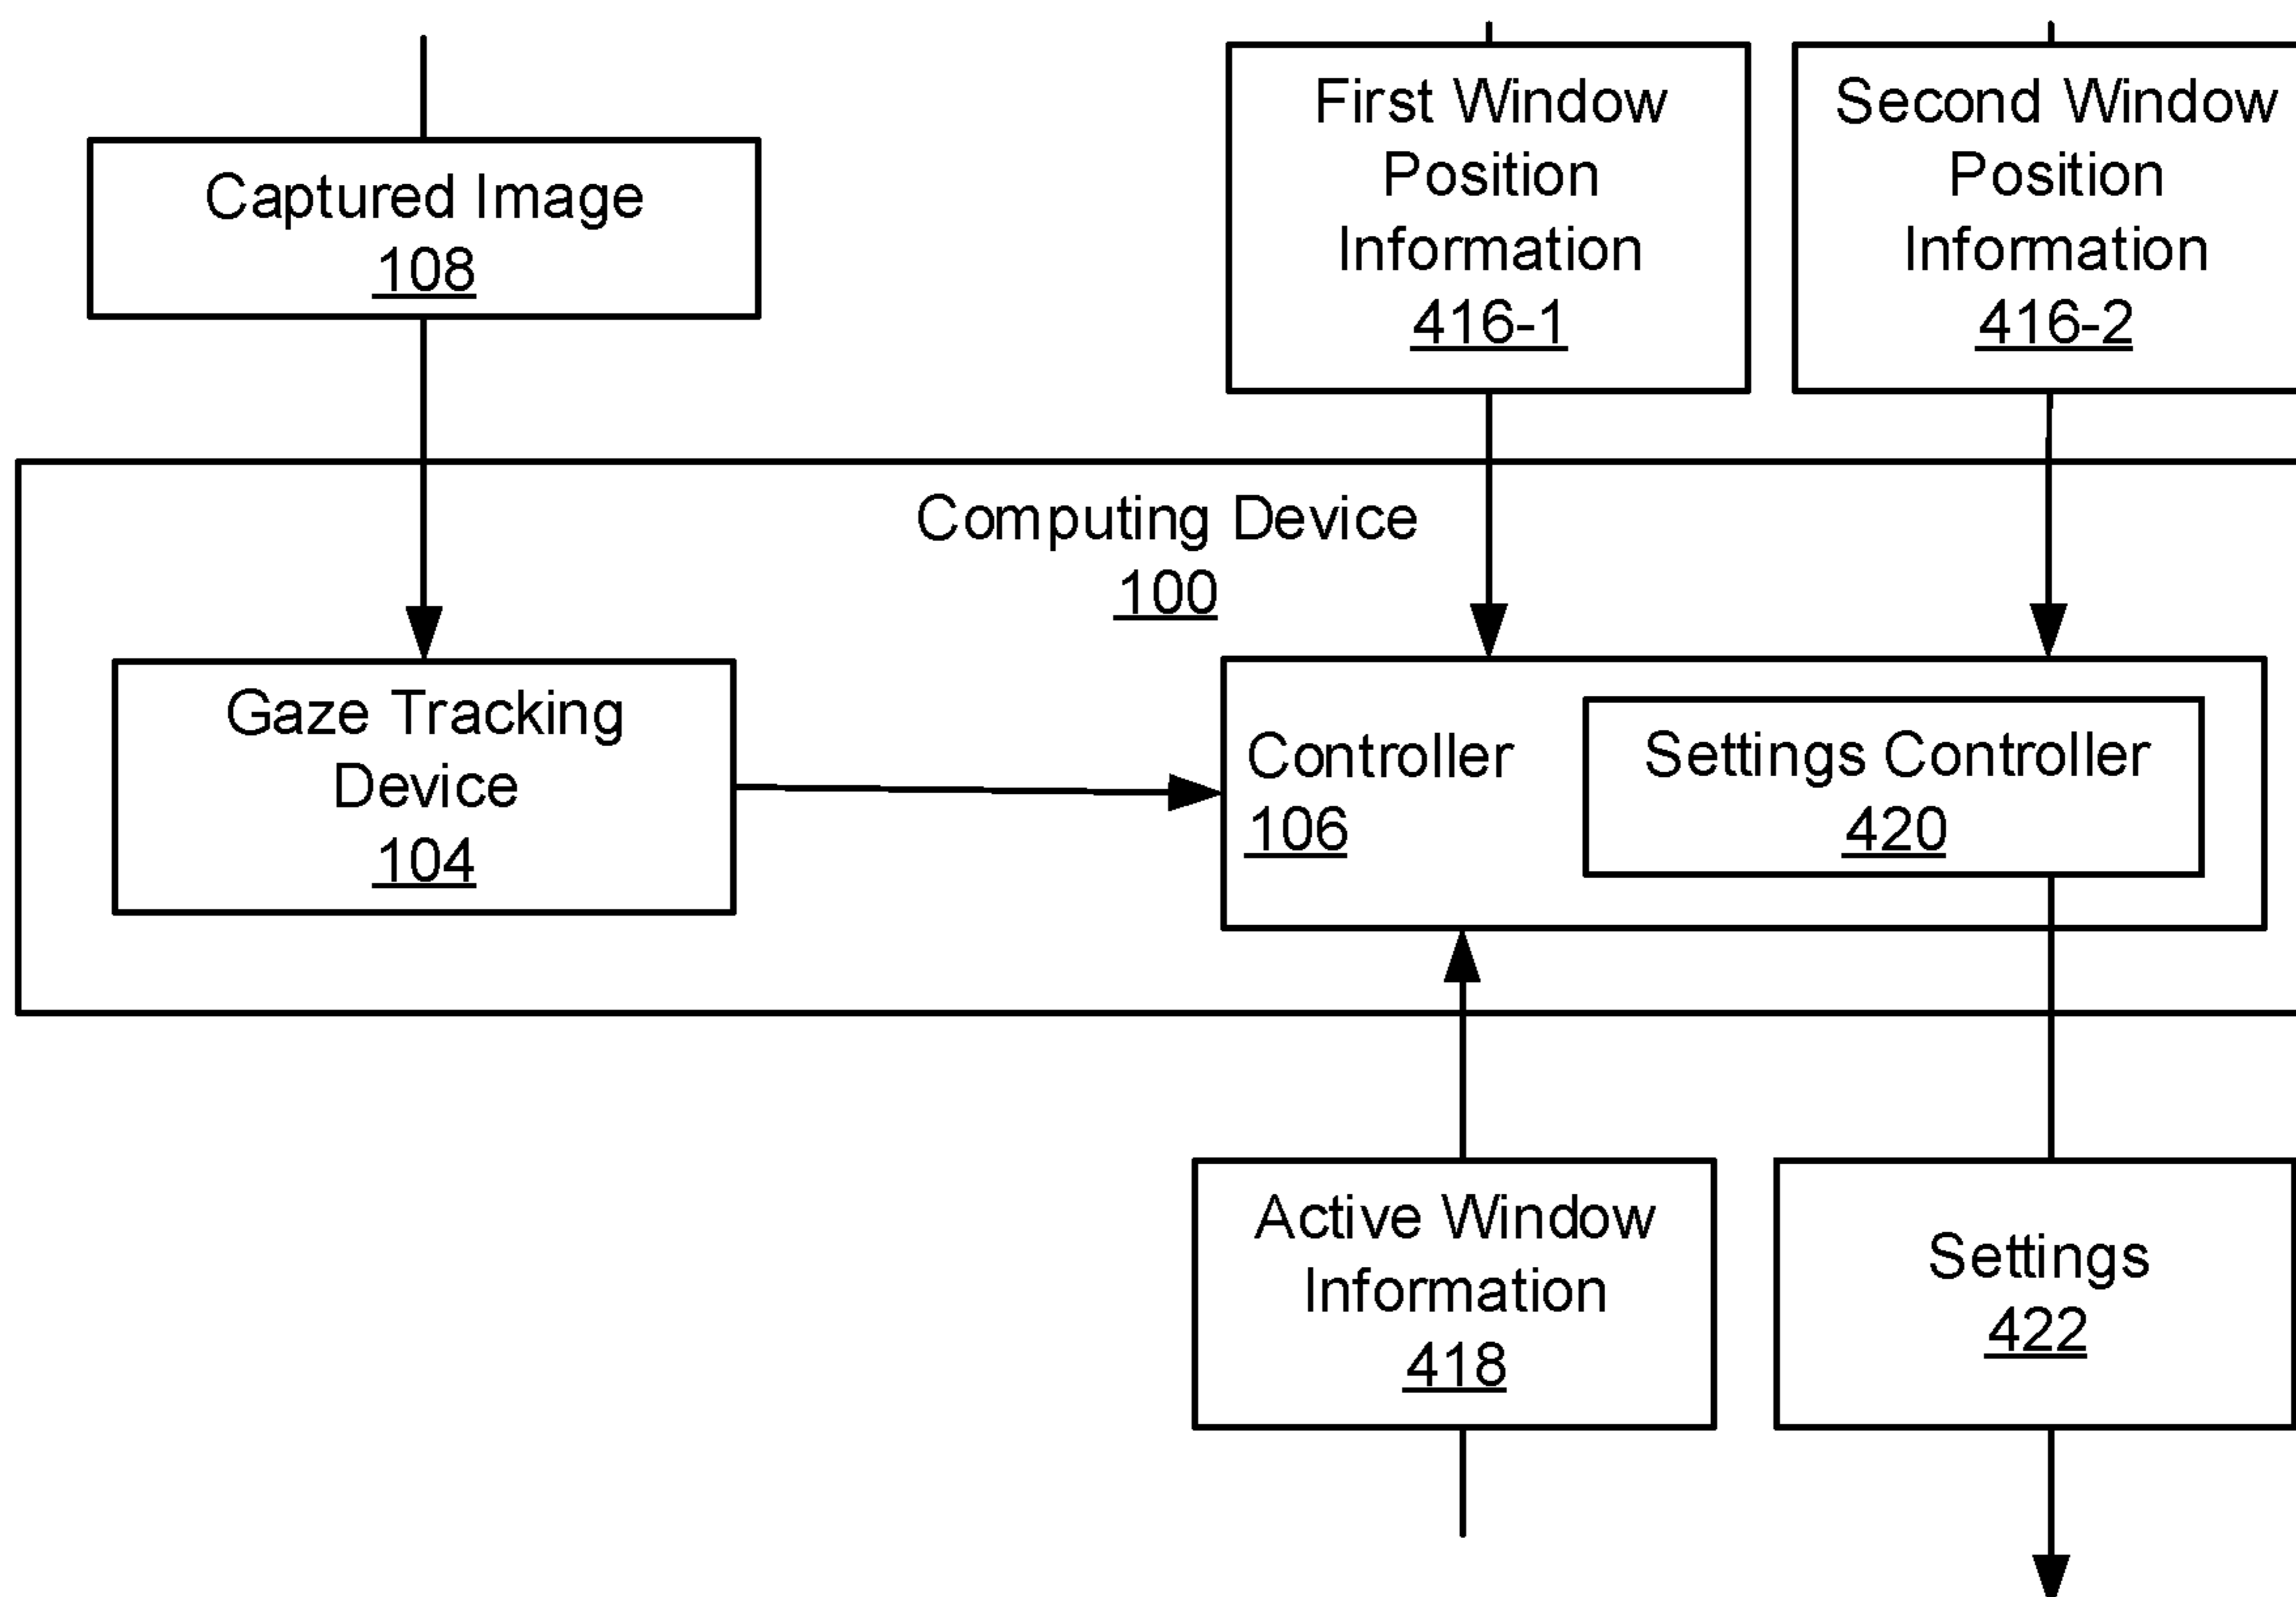 Captured Image
108
First Window
Position
Information
416-1
Second Window
Position
Information
416-2
Computing Device
100
Gaze Tracking
Device
104
Controller
106
Settings Controller
420
Active Window
Information
418
Settings
422